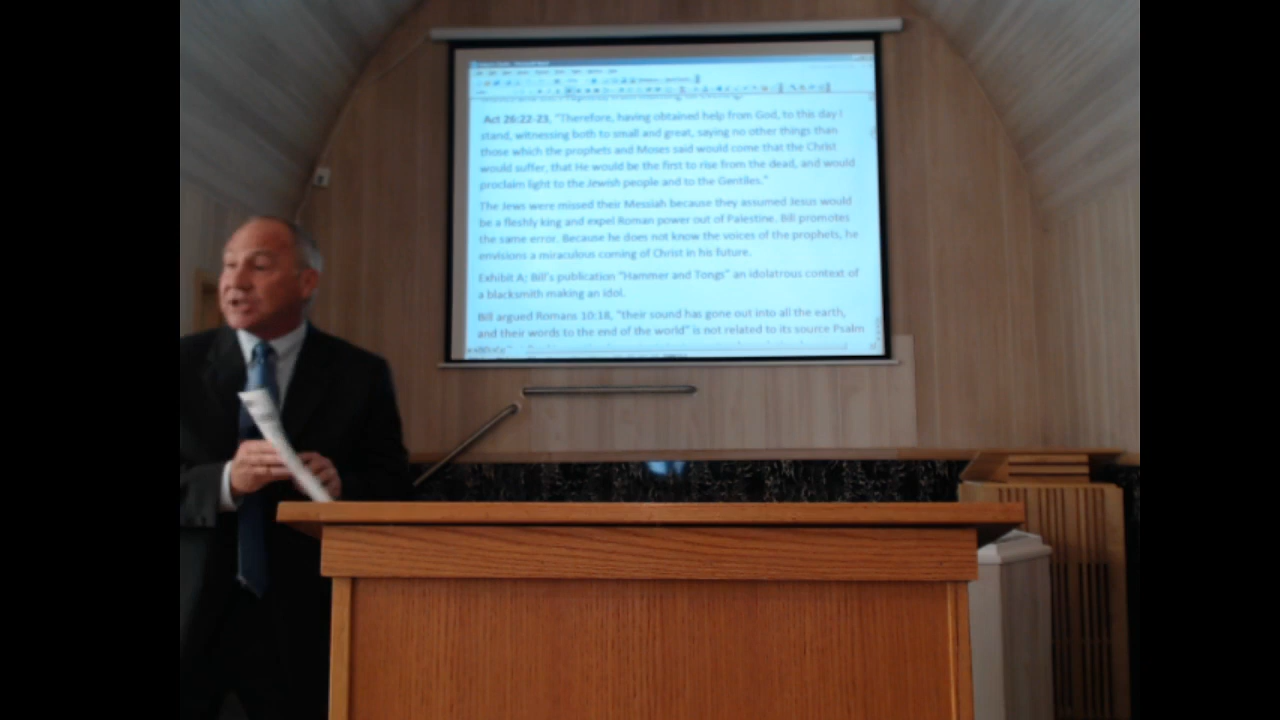 Act 26:22-23, "Therefore, having obtained help from God, to this day I
stand, witnessing both to small and great, saying no other things than
those which the prophets and Moses said would come that the Christ
would suffer, that He would be the first to rise from the dead, and would
proclaim light to the Jewish people and to the Gentiles."
The Jews were missed their Messiah because they assumed Jesus would
be a fleshly king and expel Roman power out of Palestine. Bill promotes
the same error. Because he does not know the voices of the prophets, he
envisions a miraculous coming of Christ in his future.
Exhibit A: Bill's publication "Hammer and Tongs" an idolatrous context of
a blacksmith making an idol.
Bill argued Romans 10:18, "their sound has gone out into all the earth,
and their words to the end of the world" is not related to its source Psalm